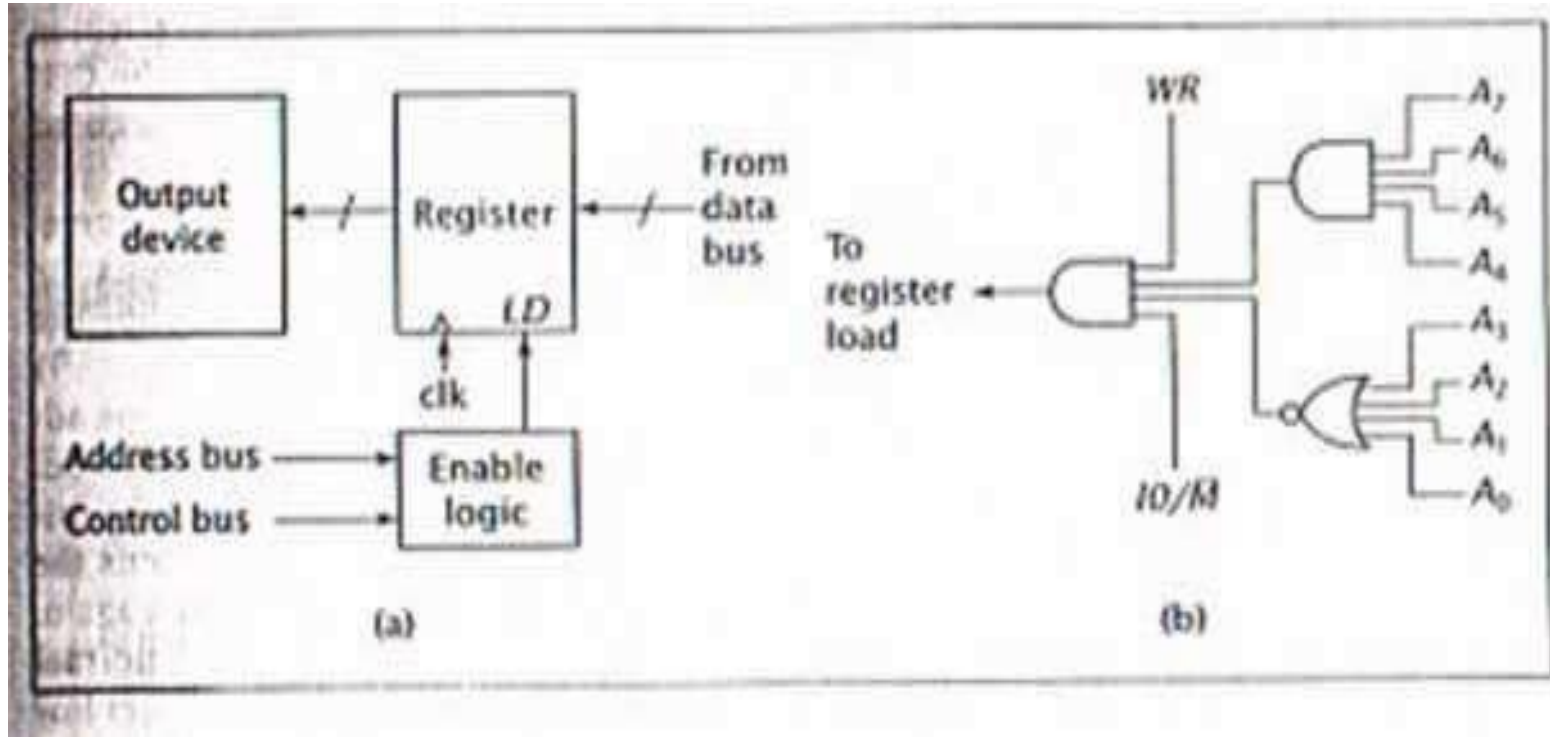 Output
device
Register
LD
clk
From
data
bus
Address bus
Control bus
Enable
logic
(a)
WR
To
register
load
IO/M̅
A₇
A₆
A₅
A₄
A₃
A₂
A₁
A₀
(b)